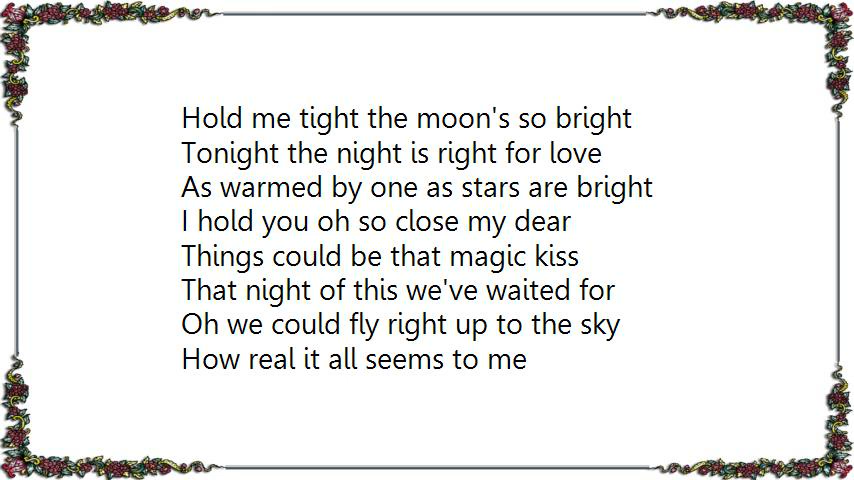 Hold me tight the moon's so bright
Tonight the night is right for love
As warmed by one as stars are bright
I hold you oh so close my dear
Things could be that magic kiss
That night of this we've waited for
Oh we could fly right up to the sky
How real it all seems to me